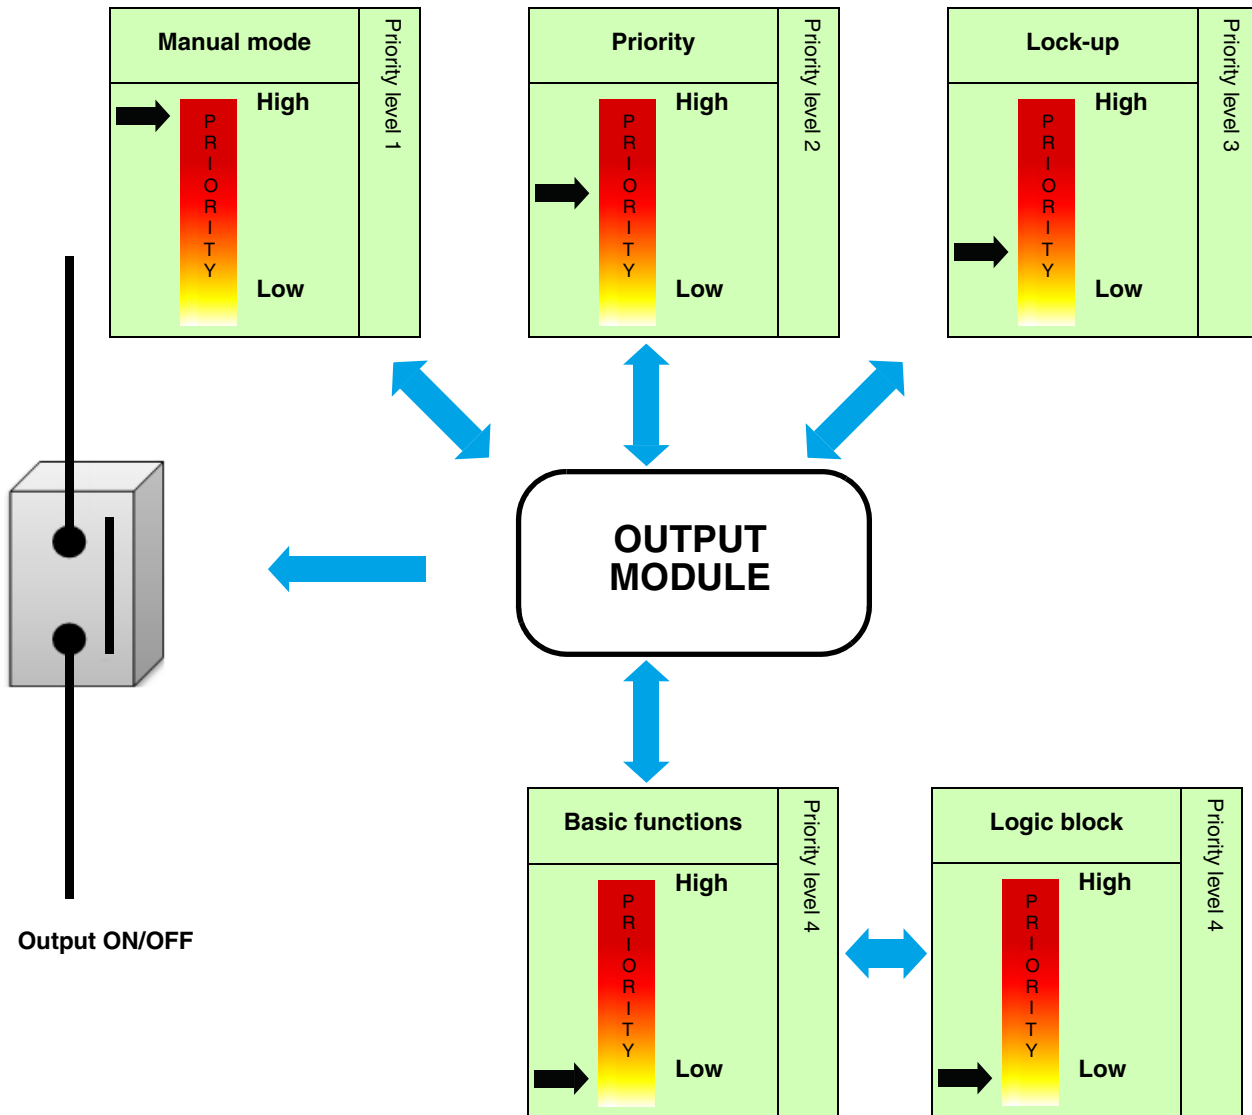 Manual mode
Priority level 1
High
PRIORITY
Low
Priority
Priority level 2
High
PRIORITY
Low
Lock-up
Priority level 3
High
PRIORITY
Low
OUTPUT
MODULE
Output ON/OFF
Basic functions
Priority level 4
High
PRIORITY
Low
Logic block
Priority level 4
High
PRIORITY
Low